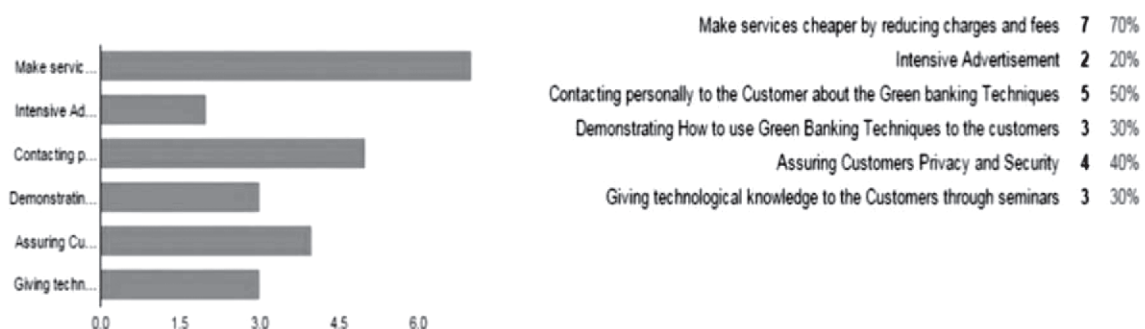 Make servic...
Intensive Ad...
Contacting p...
Demonstratin...
Assuring Cu...
Giving techn...
0.0 1.5 3.0 4.5 6.0
Make services cheaper by reducing charges and fees 7 70%
Intensive Advertisement 2 20%
Contacting personally to the Customer about the Green banking Techniques 5 50%
Demonstrating How to use Green Banking Techniques to the customers 3 30%
Assuring Customers Privacy and Security 4 40%
Giving technological knowledge to the Customers through seminars 3 30%